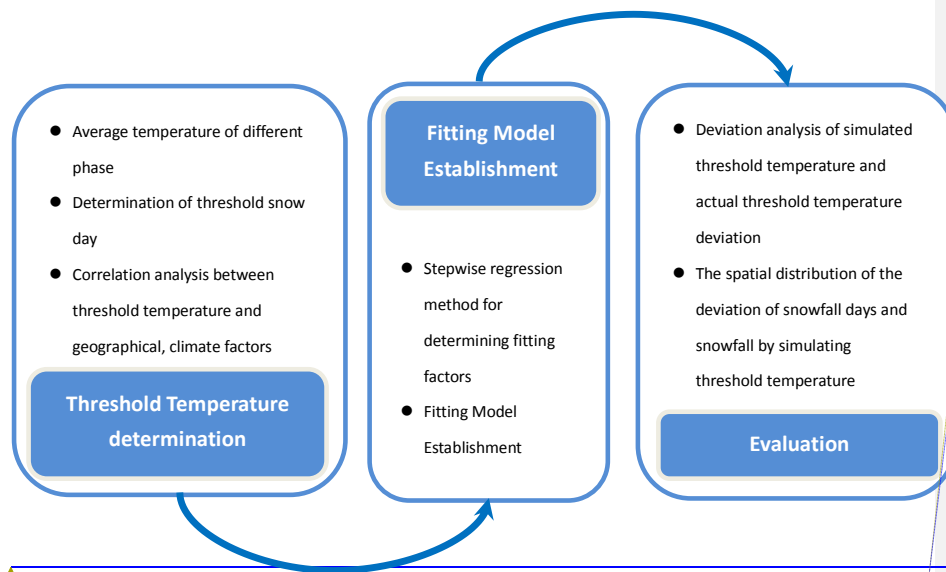 ● Average temperature of different
phase
● Determination of threshold snow
day
● Correlation analysis between
threshold temperature and
geographical, climate factors
Threshold Temperature
determination
Fitting Model
Establishment
● Stepwise regression
method for
determining fitting
factors
● Fitting Model
Establishment
● Deviation analysis of simulated
threshold temperature and
actual threshold temperature
deviation
● The spatial distribution of the
deviation of snowfall days and
snowfall by simulating
threshold temperature
Evaluation